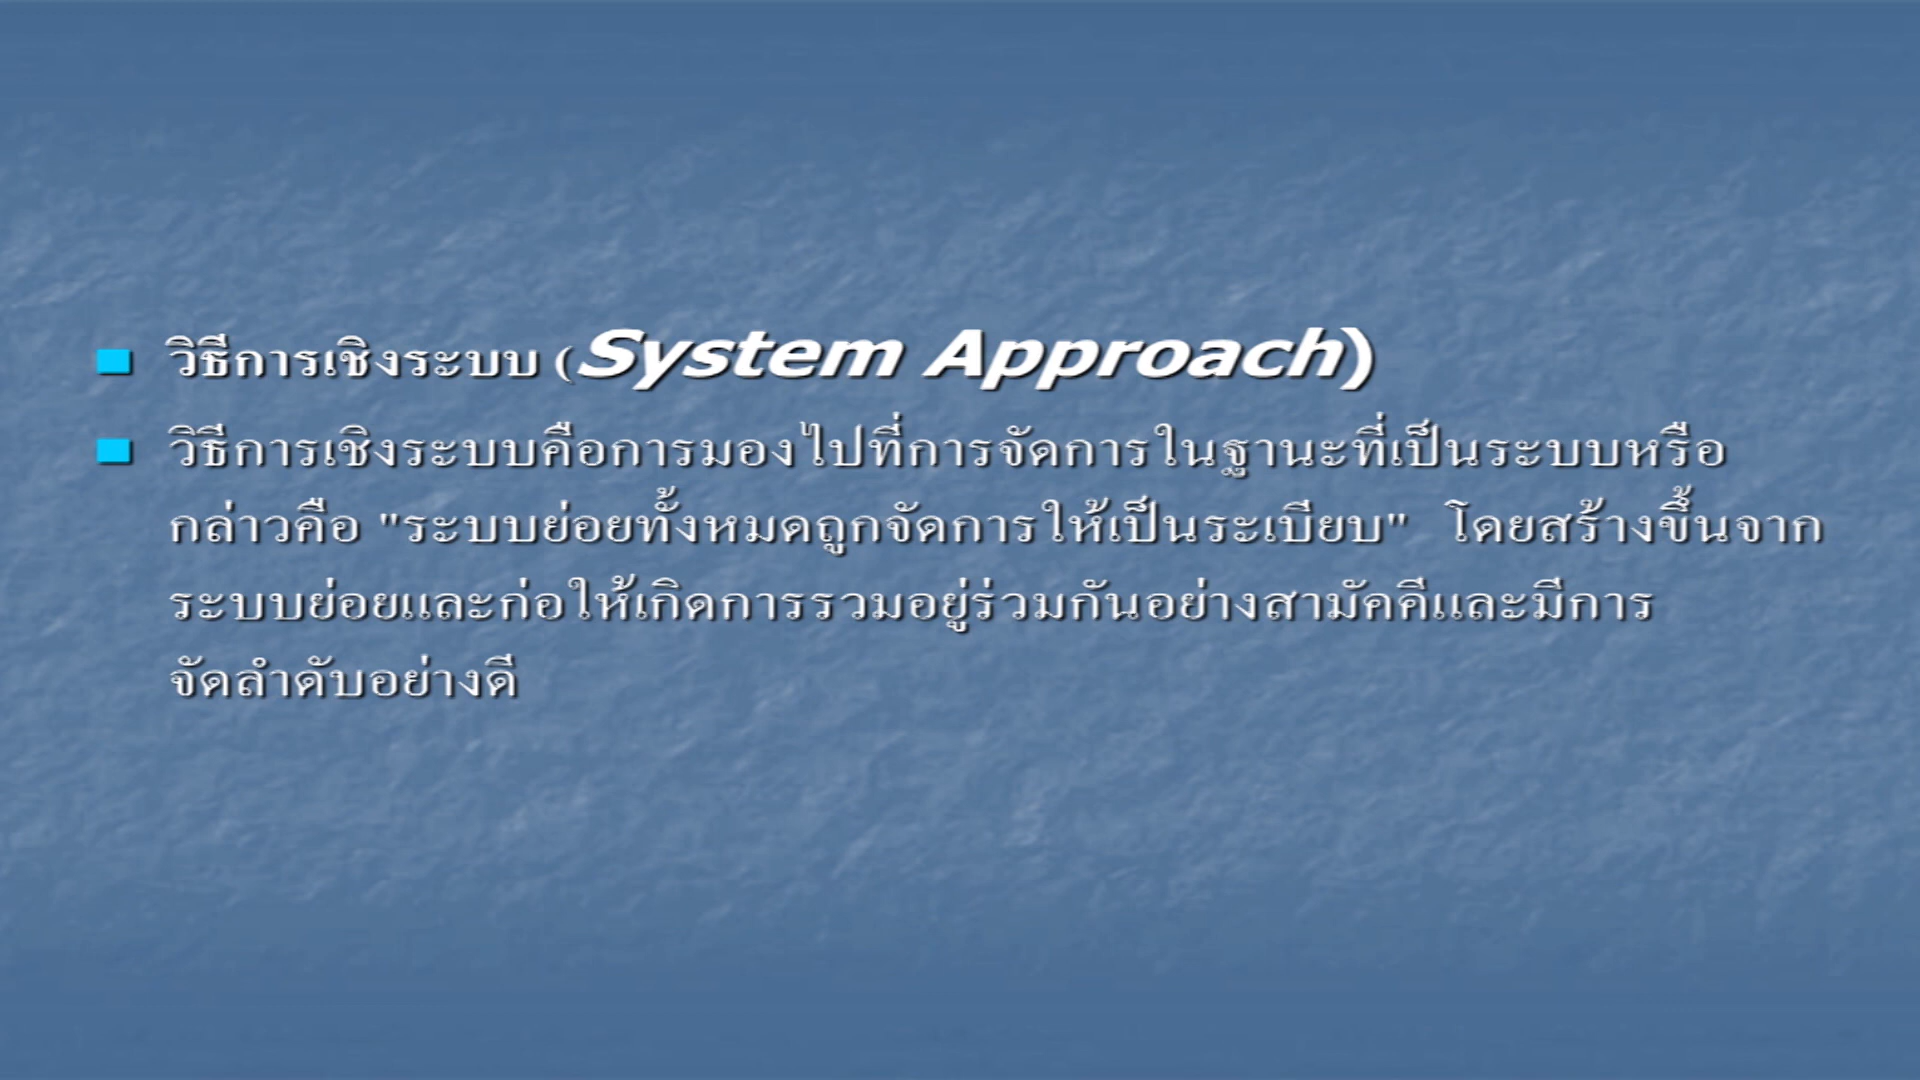 วิธีการเชิงระบบ (System Approach)
วิธีการเชิงระบบคือการมองไปที่การจัดการในฐานะที่เป็นระบบหรือ
กล่าวคือ "ระบบย่อยทั้งหมดถูกจัดการให้เป็นระเบียบ" โดยสร้างขึ้นจาก
ระบบย่อยและก่อให้เกิดการรวมอยู่ร่วมกันอย่างสามัคคีและมีการ
จัดลำดับอย่างดี